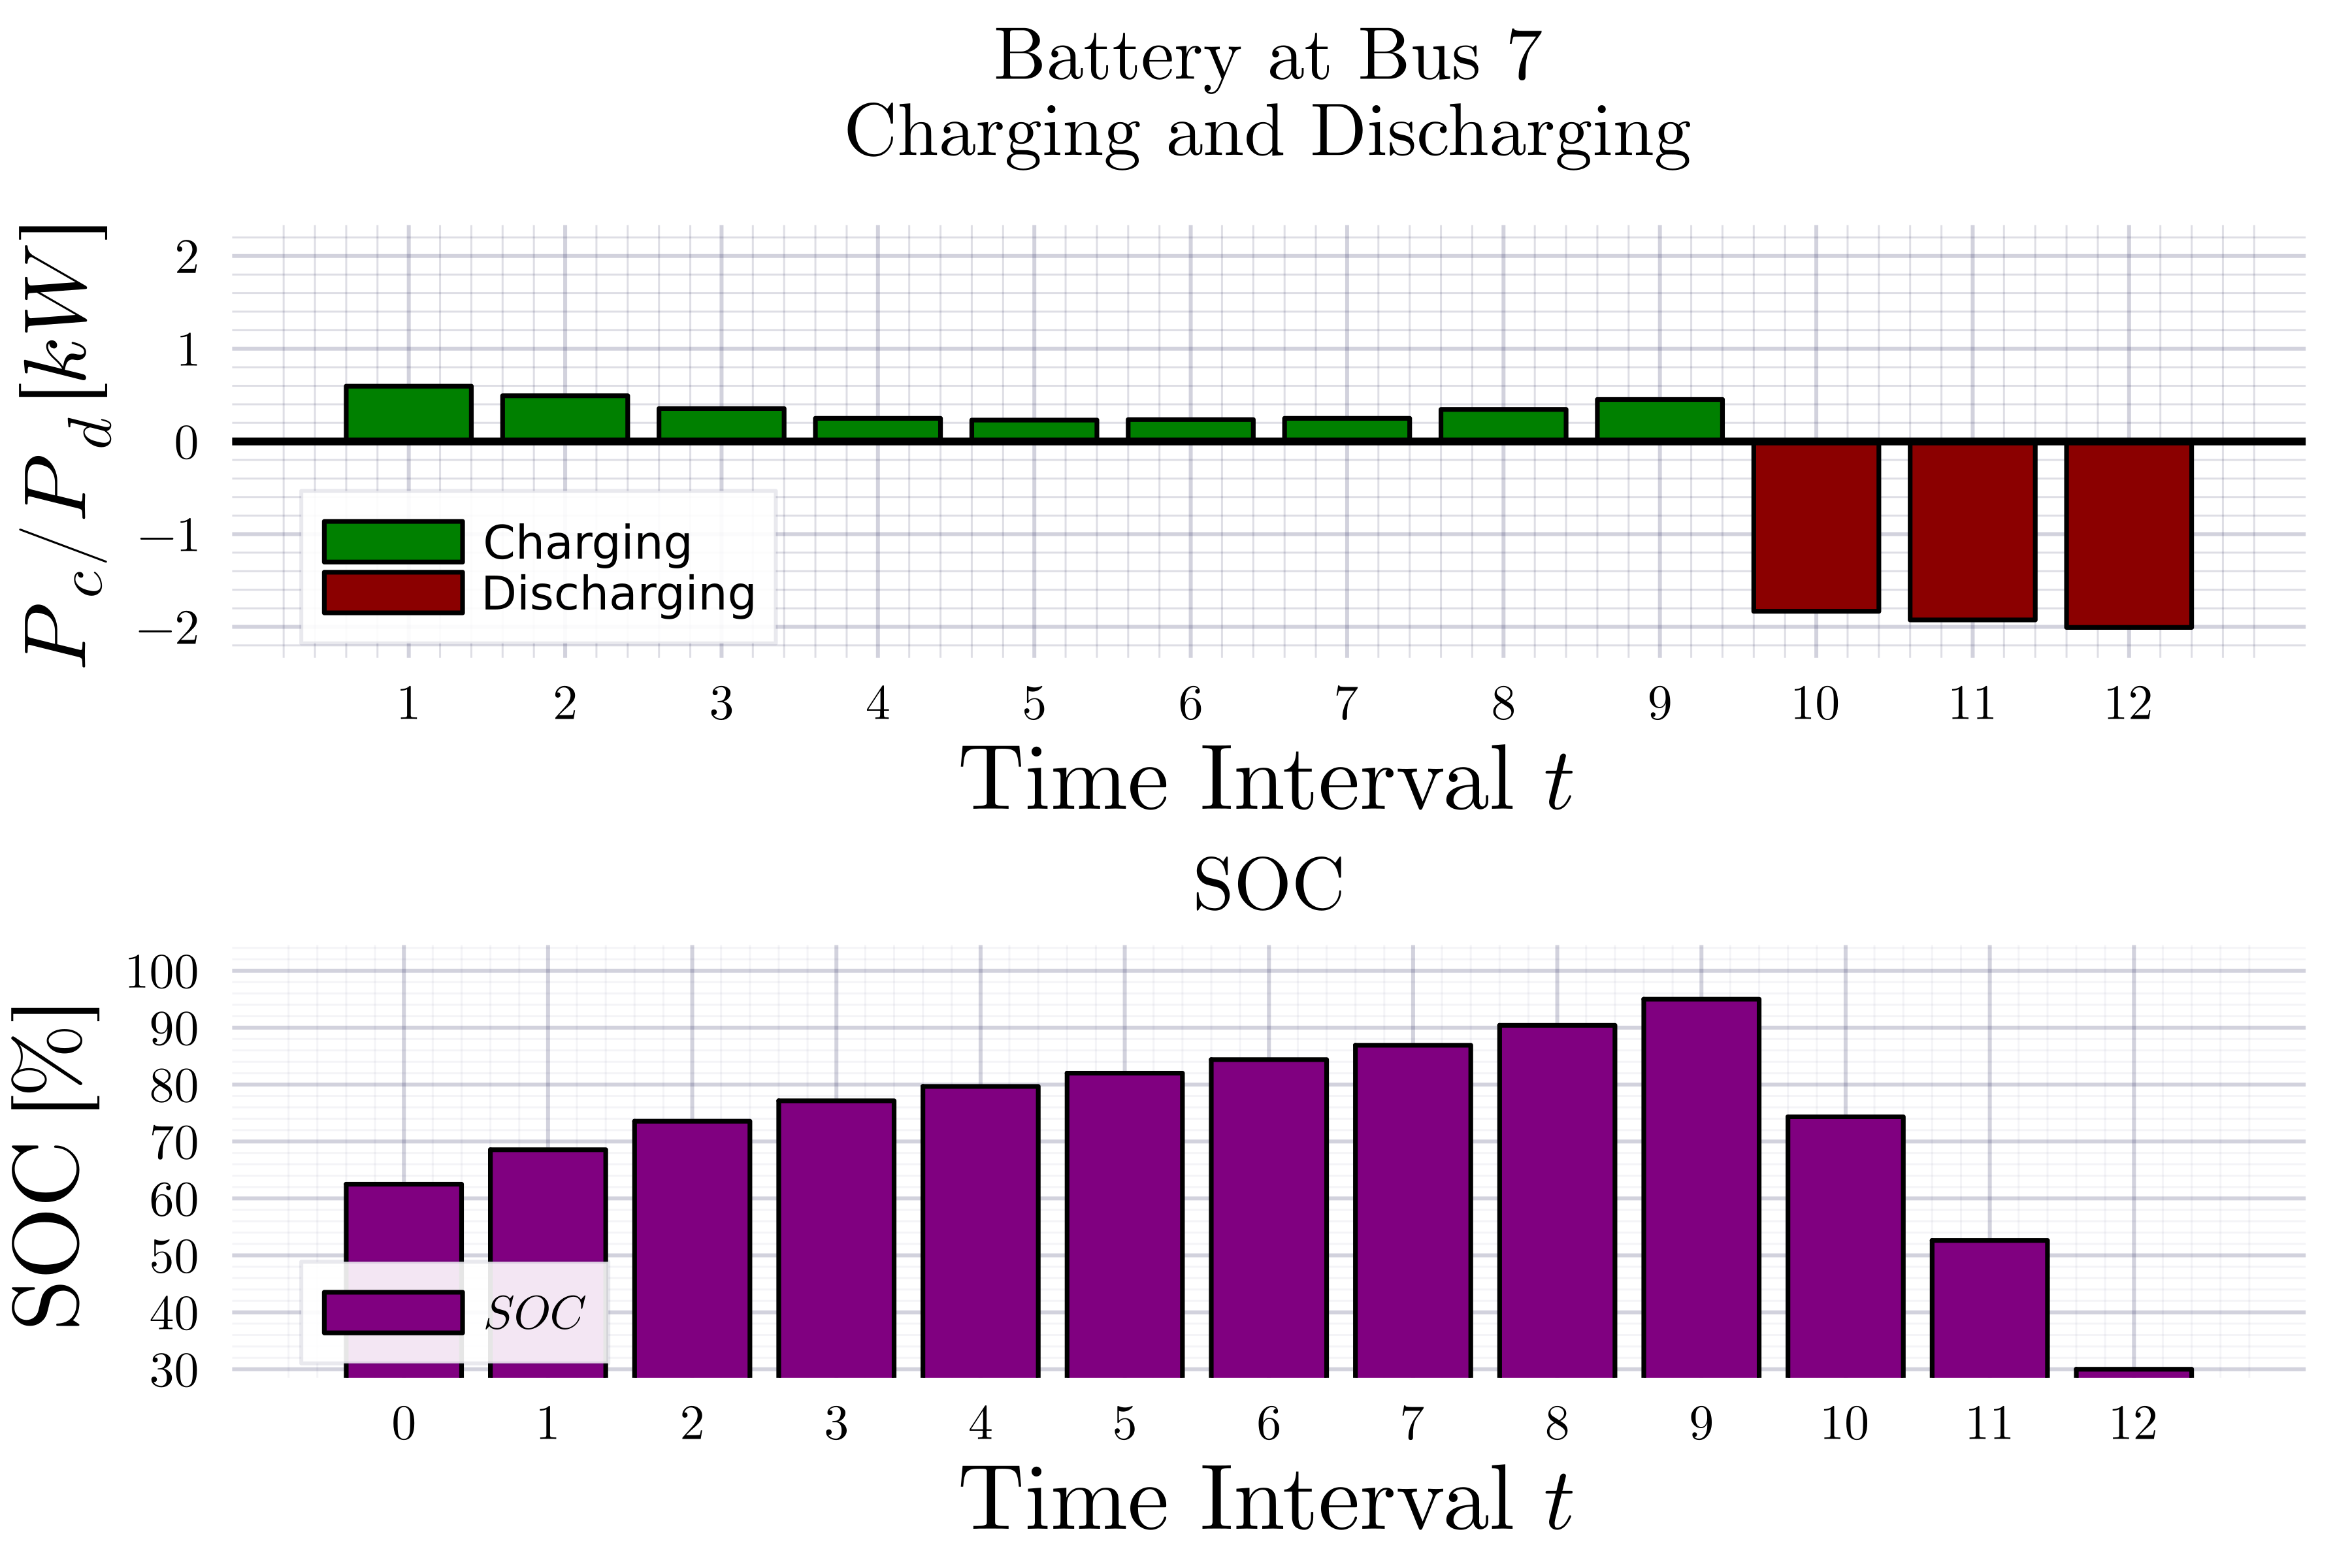 Battery at Bus 7
Charging and Discharging
P_c/P_d [kW]
2
1
0
−1
−2
Charging
Discharging
1 2 3 4 5 6 7 8 9 10 11 12
Time Interval t
SOC
SOC [%]
100
90
80
70
60
50
40
30
SOC
0 1 2 3 4 5 6 7 8 9 10 11 12
Time Interval t